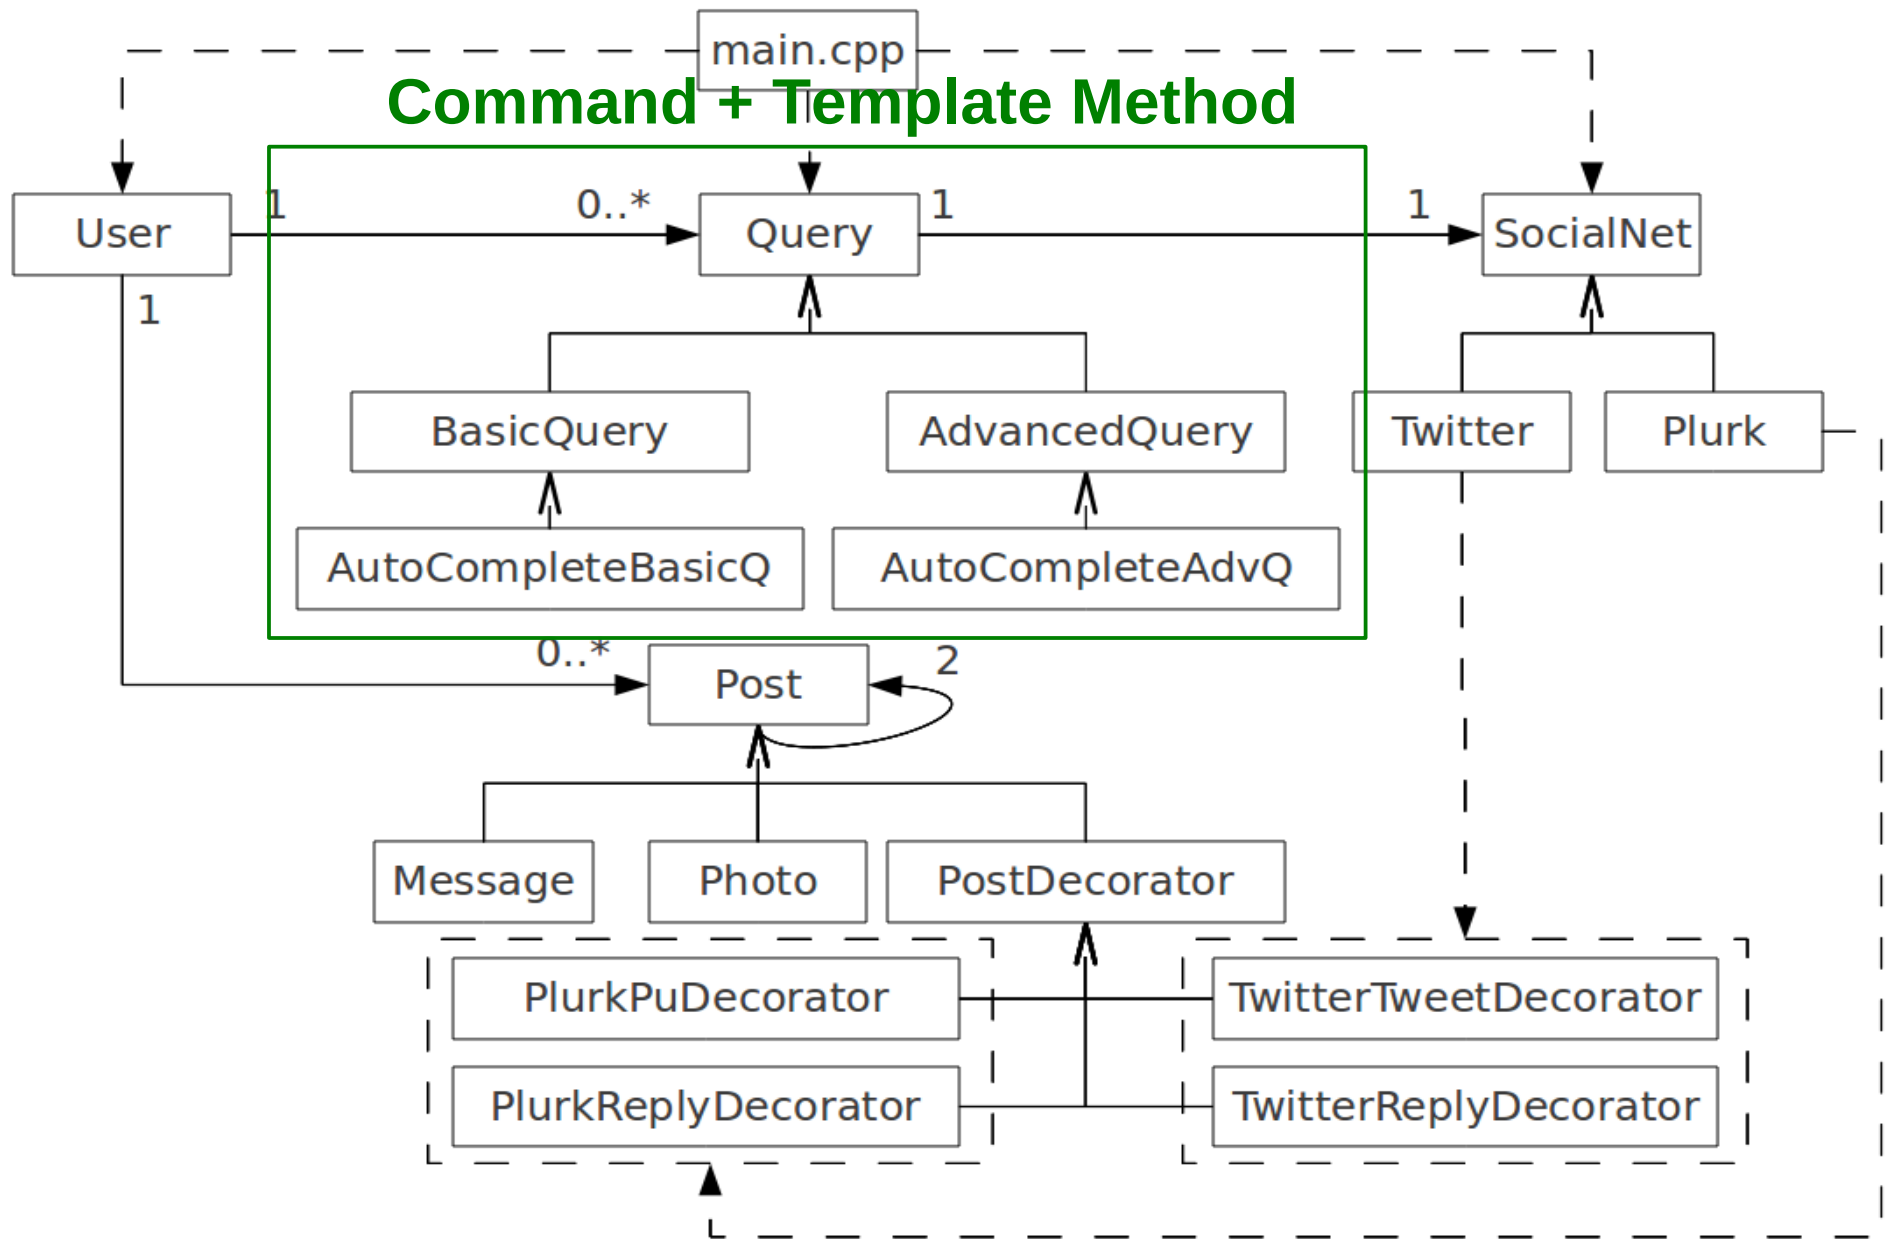 main.cpp
Command + Template Method
User
1
0..*
Query
1
1
SocialNet
1
BasicQuery
AdvancedQuery
Twitter
Plurk
AutoCompleteBasicQ
AutoCompleteAdvQ
0..*
Post
2
Message
Photo
PostDecorator
PlurkPuDecorator
TwitterTweetDecorator
PlurkReplyDecorator
TwitterReplyDecorator